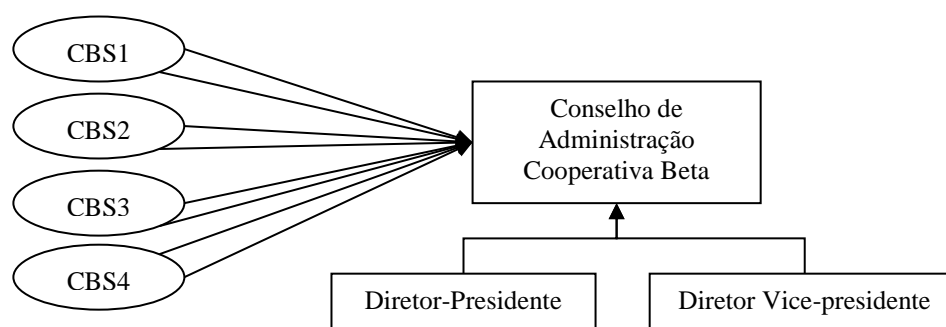 CBS1
CBS2
CBS3
CBS4
Conselho de
Administração
Cooperativa Beta
Diretor-Presidente
Diretor Vice-presidente